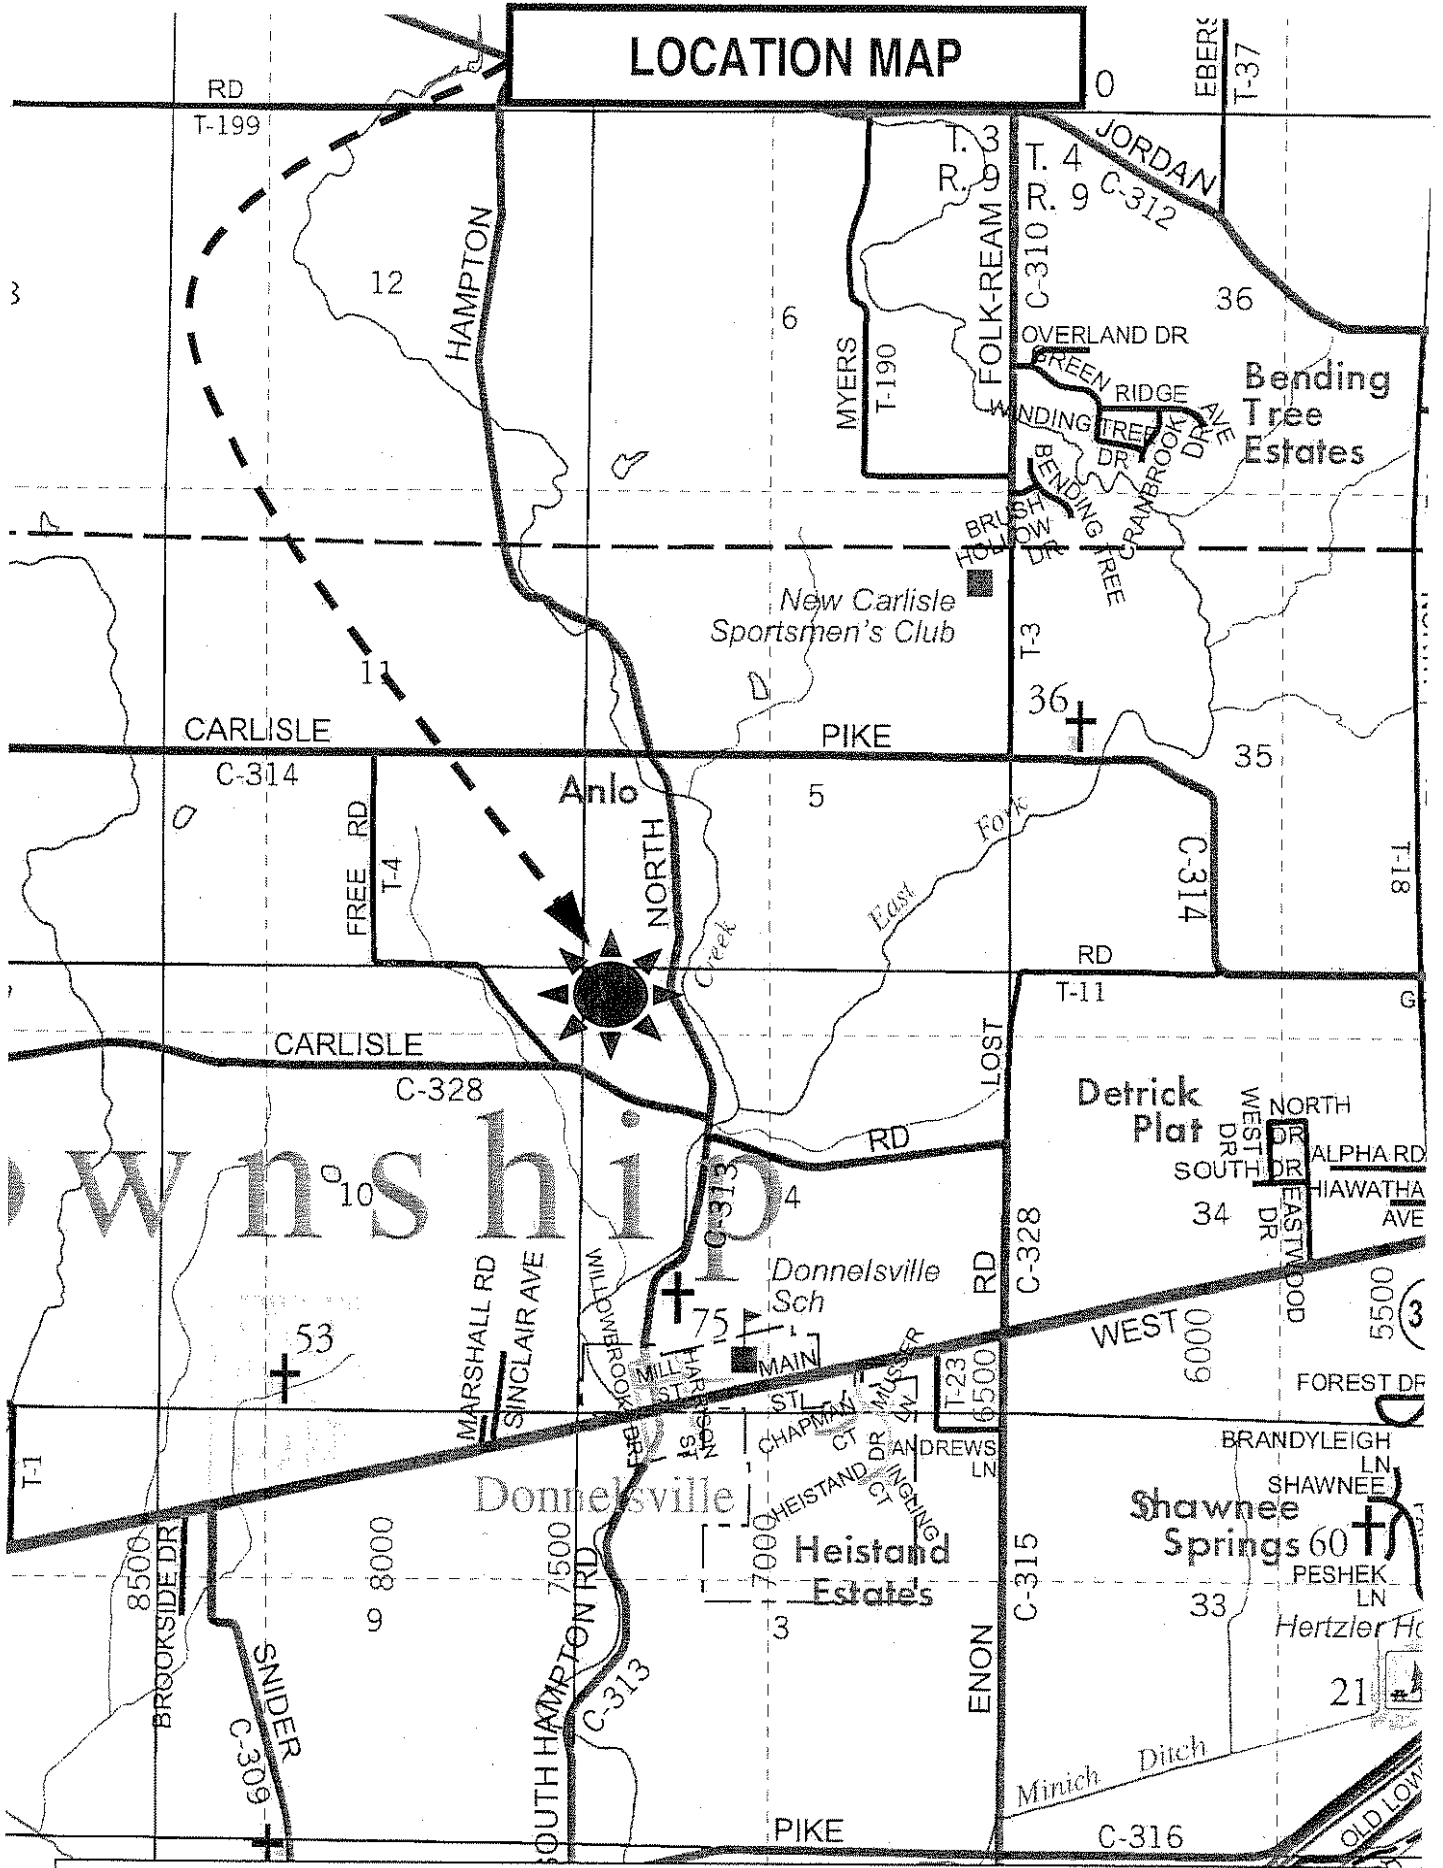 LOCATION MAP
RD
T-199
0
EBERS
T-37
T. 3
R. 9
T. 4
R. 9
JORDAN
C-312
HAMPTON
12
3
6
MYERS
T-190
FOLK-REAM
C-310
36
OVERLAND DR
GREEN RIDGE AVE
WINDING TREE DR
CRANBROOK DR
Bending
Tree
Estates
BENDING TREE
BRUSH
HOLLOW
DR
New Carlisle
Sportsmen's Club
T-3
36
11
CARLISLE
PIKE
C-314
35
Anlo
5
FREE RD
T-4
NORTH
Creek
East Fork
C-314
T-18
RD
T-11
G
LOST
CARLISLE
C-328
RD
Detrick
Plat
WEST DR
NORTH DR
SOUTH DR
ALPHA RD
HIAWATHA
AVE
EASTWOOD DR
34
ownship
10
4
C-313
MARSHALL RD
SINCLAIR AVE
WILLOWBROOK DR
Donnelsville
Sch
RD
C-328
53
75
MILL ST
HARRISON ST
MAIN
ST
MUSSER LN
WEST
6000
5500
3
FOREST DR
T-23
6500
CHAPMAN CT
ANDREWS
LN
BRANDYLEIGH
LN
T-1
Donnelsville
HEISTAND DR
INGLING CT
SHAWNEE
Shawnee
Springs
60
8500
BROOKSIDE DR
8000
7500
7000
Heistand
Estates
C-315
PESHEK
LN
9
3
33
Hertzler Ho
SNIDER
C-309
SOUTH HAMPTON RD
C-313
ENON
21
Minich Ditch
PIKE
C-316
OLD LOW